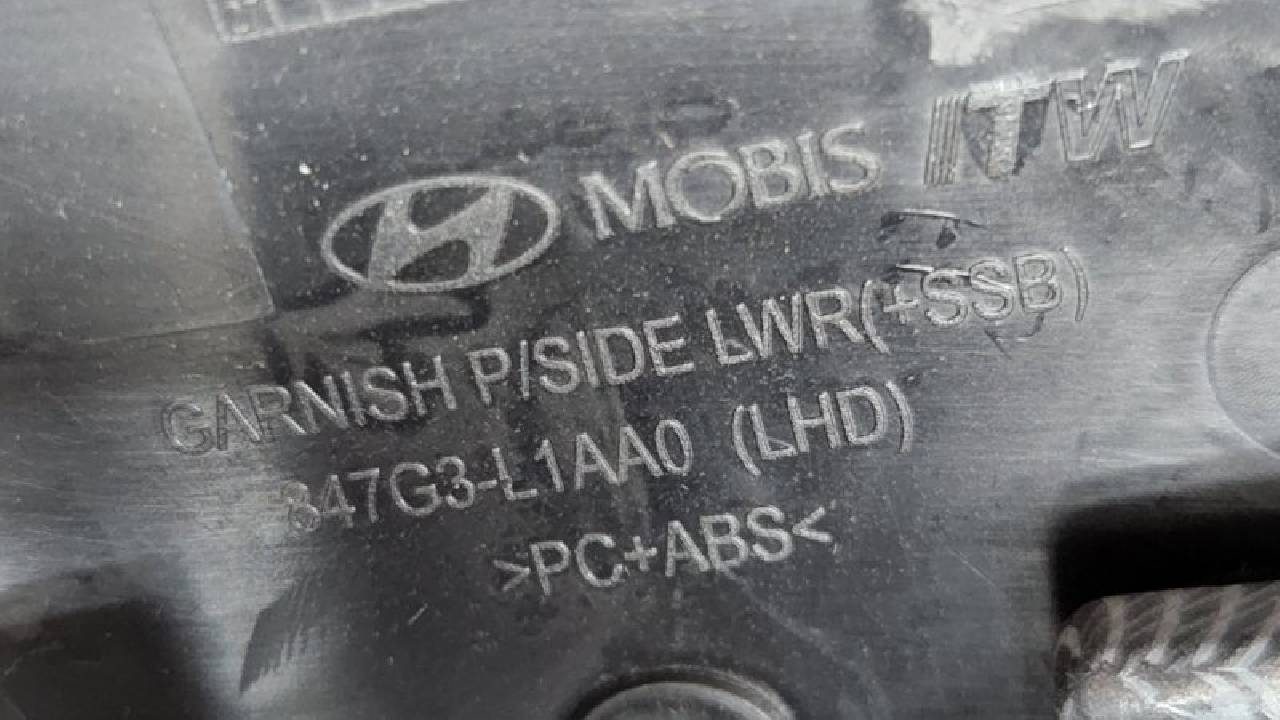 MOBIS ITW
GARNISH P/SIDE LWR(+SSB)
847G3-L1AA0 (LHD)
>PC+ABS<